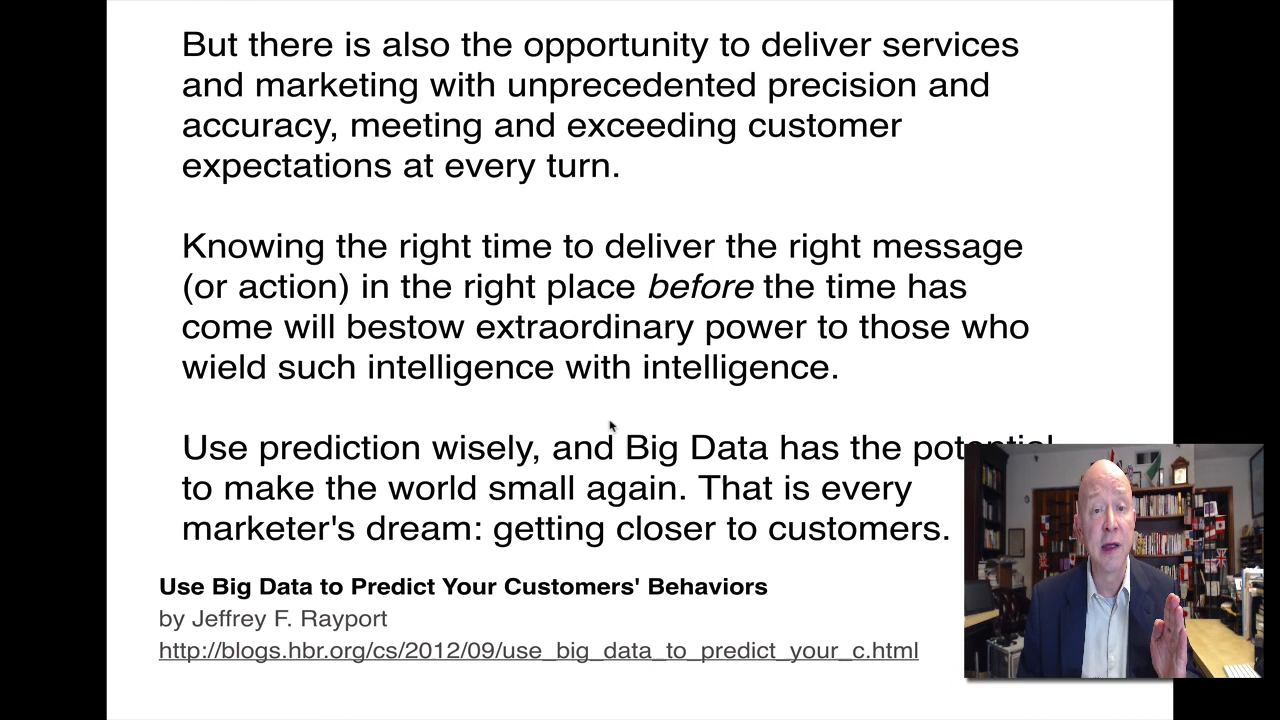 But there is also the opportunity to deliver services
and marketing with unprecedented precision and
accuracy, meeting and exceeding customer
expectations at every turn.
Knowing the right time to deliver the right message
(or action) in the right place before the time has
come will bestow extraordinary power to those who
wield such intelligence with intelligence.
Use prediction wisely, and Big Data has the potential
to make the world small again. That is every
marketer's dream: getting closer to customers.
Use Big Data to Predict Your Customers' Behaviors
by Jeffrey F. Rayport
http://blogs.hbr.org/cs/2012/09/use_big_data_to_predict_your_c.html